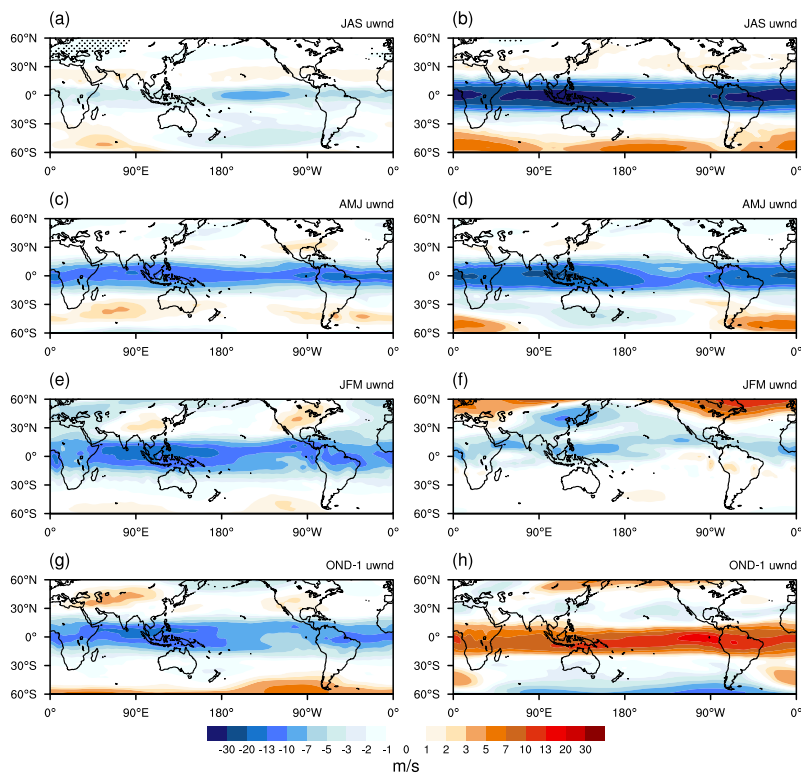 (a) JAS uwnd (b) JAS uwnd
60°N 60°N
30°N 30°N
0° 0°
30°S 30°S
60°S 60°S
0° 90°E 180° 90°W 0° 0° 90°E 180° 90°W 0°
(c) AMJ uwnd (d) AMJ uwnd
60°N 60°N
30°N 30°N
0° 0°
30°S 30°S
60°S 60°S
0° 90°E 180° 90°W 0° 0° 90°E 180° 90°W 0°
(e) JFM uwnd (f) JFM uwnd
60°N 60°N
30°N 30°N
0° 0°
30°S 30°S
60°S 60°S
0° 90°E 180° 90°W 0° 0° 90°E 180° 90°W 0°
(g) OND-1 uwnd (h) OND-1 uwnd
60°N 60°N
30°N 30°N
0° 0°
30°S 30°S
60°S 60°S
0° 90°E 180° 90°W 0° 0° 90°E 180° 90°W 0°
-30 -20 -13 -10 -7 -5 -3 -2 -1 0 1 2 3 5 7 10 13 20 30
m/s